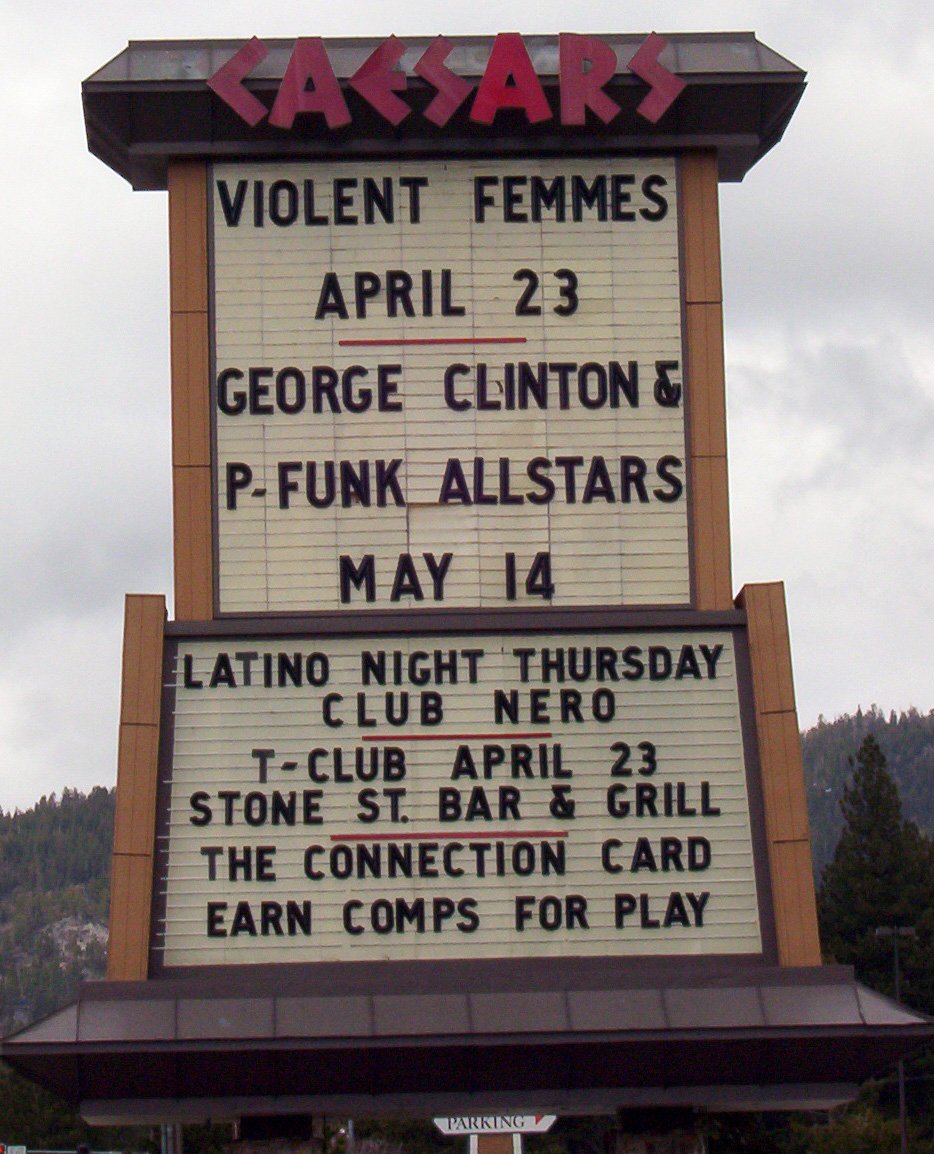 CAESARS
VIOLENT FEMMES
APRIL 23
GEORGE CLINTON &
P-FUNK ALLSTARS
MAY 14
LATINO NIGHT THURSDAY
CLUB NERO
T-CLUB APRIL 23
STONE ST. BAR & GRILL
THE CONNECTION CARD
EARN COMPS FOR PLAY
PARKING